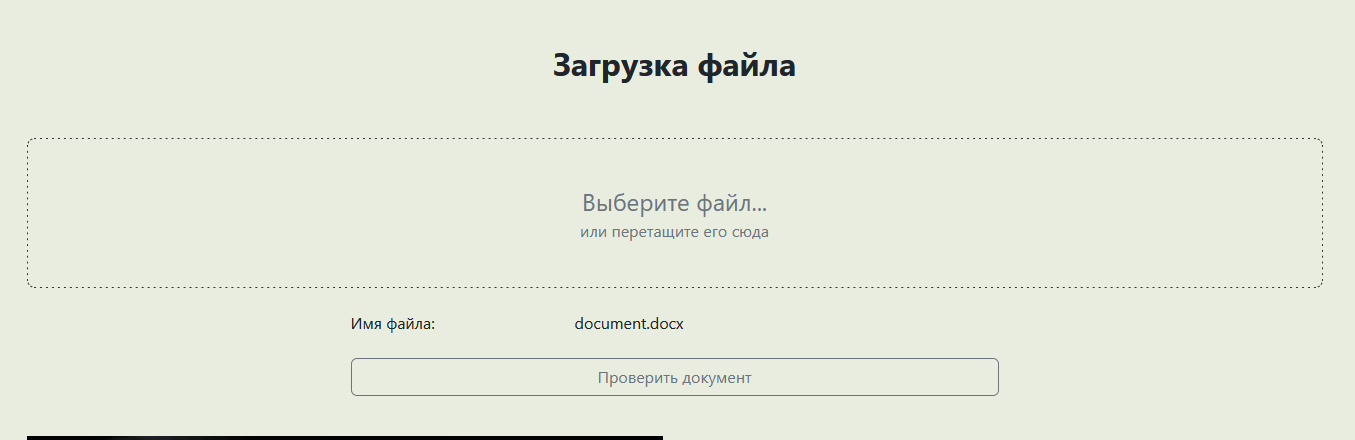 Загрузка файла
Выберите файл...
или перетащите его сюда
Имя файла: document.docx
Проверить документ